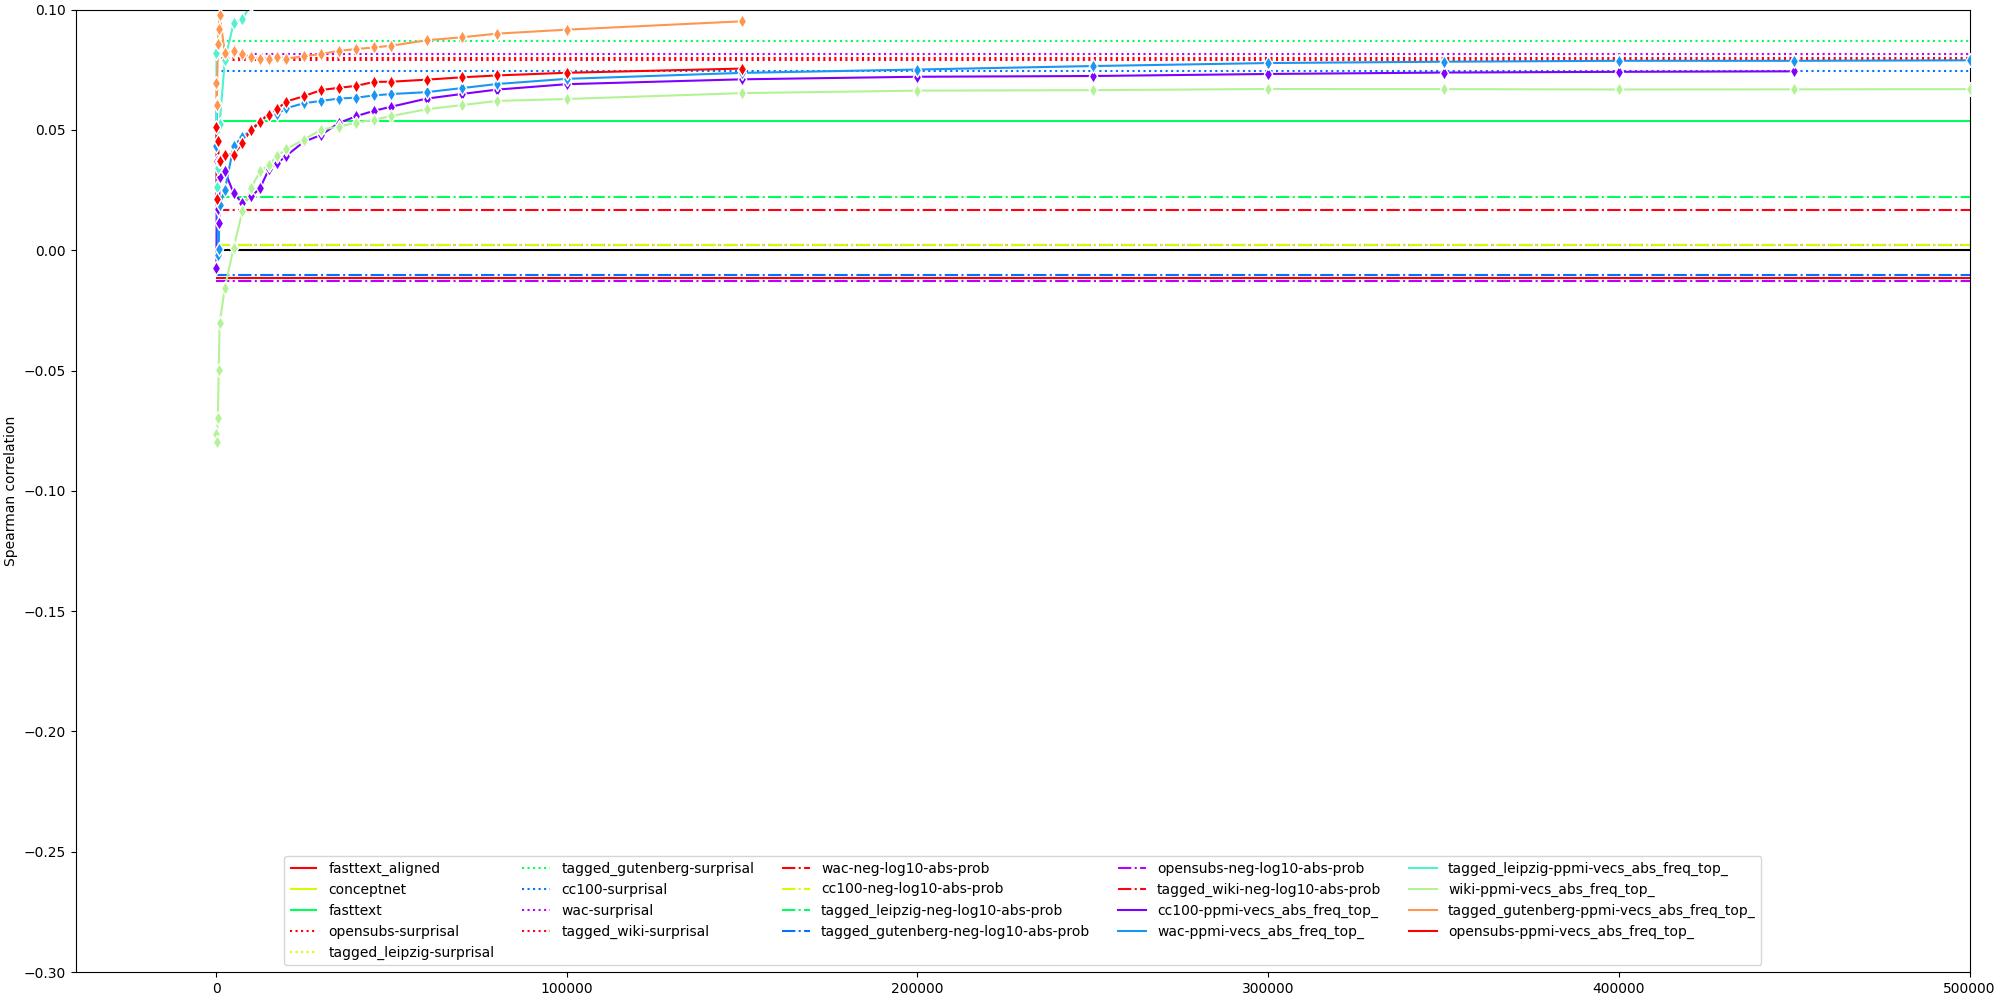 0.10
0.05
0.00
−0.05
−0.10
−0.15
−0.20
−0.25
−0.30
Spearman correlation
fasttext_aligned
conceptnet
fasttext
opensubs-surprisal
tagged_leipzig-surprisal
tagged_gutenberg-surprisal
cc100-surprisal
wac-surprisal
tagged_wiki-surprisal
wac-neg-log10-abs-prob
cc100-neg-log10-abs-prob
tagged_leipzig-neg-log10-abs-prob
tagged_gutenberg-neg-log10-abs-prob
opensubs-neg-log10-abs-prob
tagged_wiki-neg-log10-abs-prob
cc100-ppmi-vecs_abs_freq_top_
wac-ppmi-vecs_abs_freq_top_
tagged_leipzig-ppmi-vecs_abs_freq_top_
wiki-ppmi-vecs_abs_freq_top_
tagged_gutenberg-ppmi-vecs_abs_freq_top_
opensubs-ppmi-vecs_abs_freq_top_
0 100000 200000 300000 400000 500000